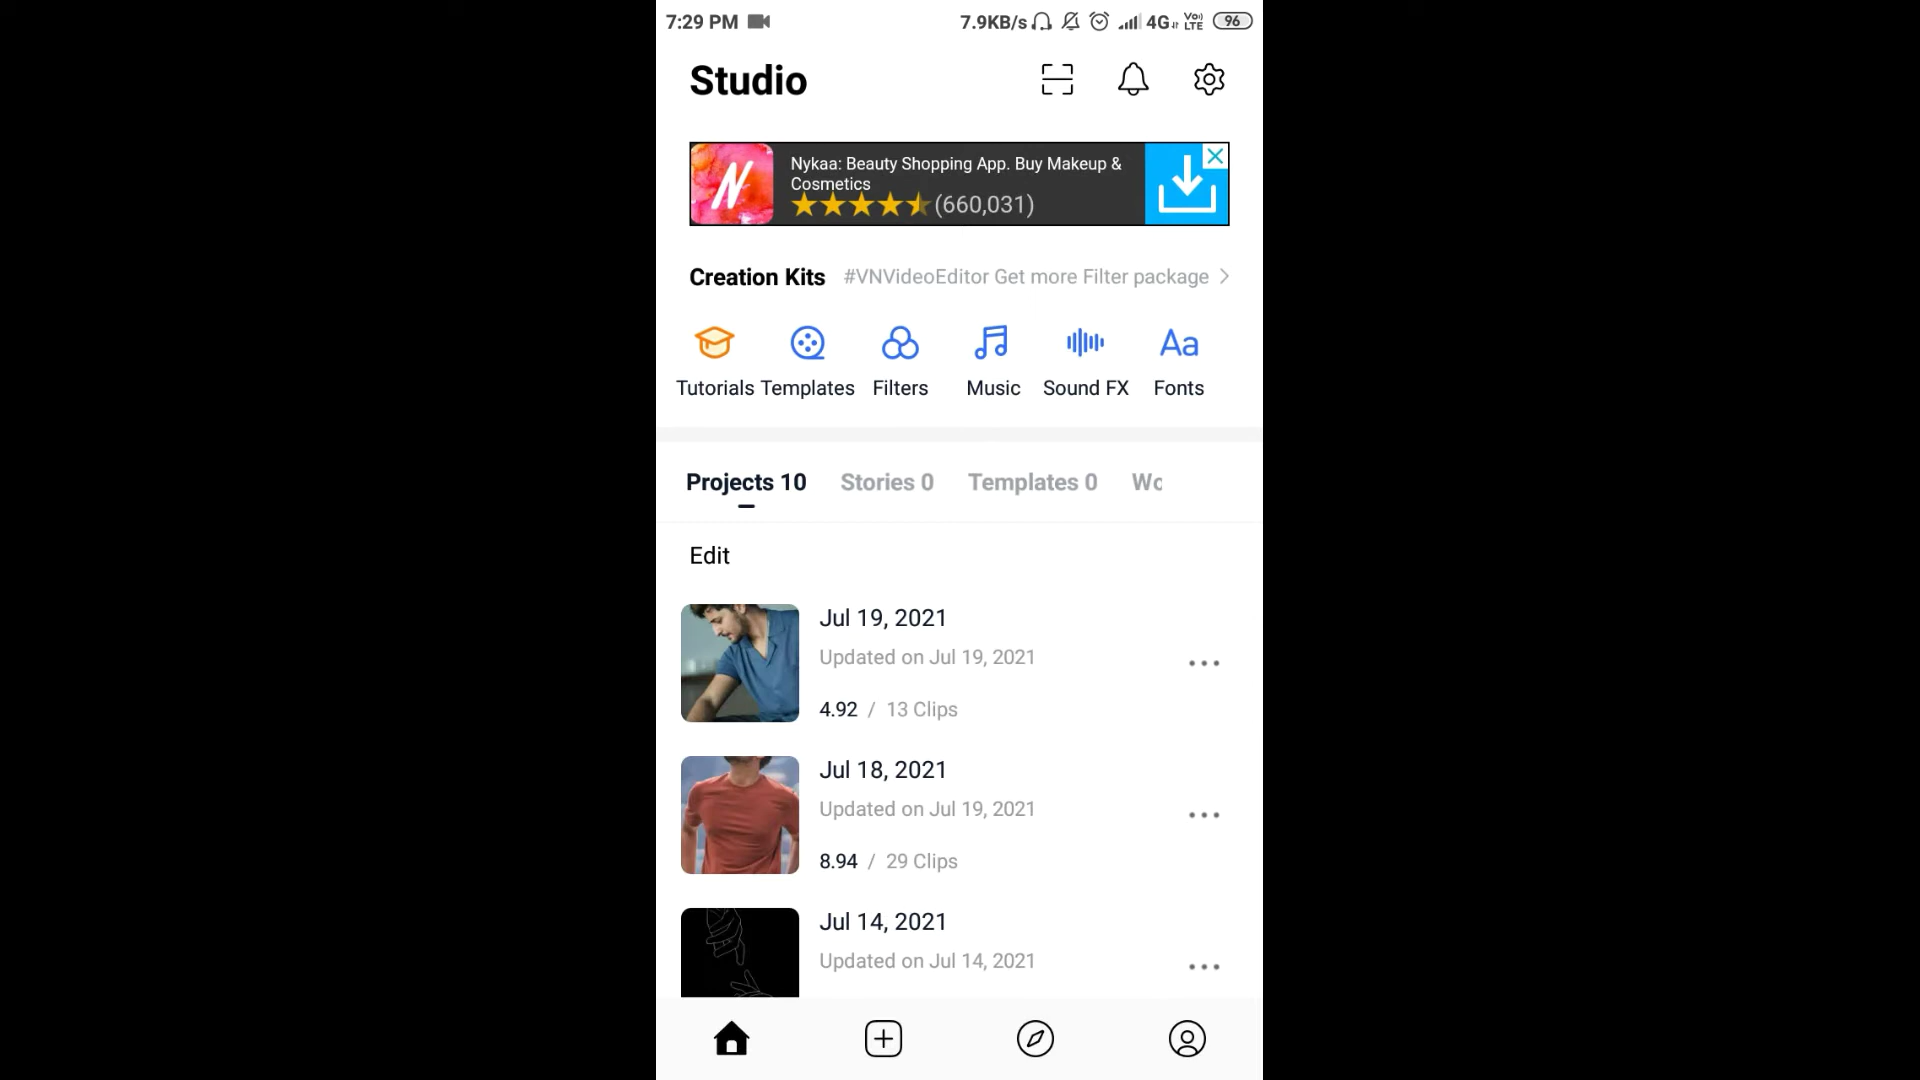 7:29 PM 7.9KB/s 4G Vo) LTE 96
Studio
N Nykaa: Beauty Shopping App. Buy Makeup &
Cosmetics
(660,031)
Creation Kits #VNVideoEditor Get more Filter package
Aa
Tutorials Templates Filters Music Sound FX Fonts
Projects 10 Stories 0 Templates 0 Wo
Edit
Jul 19, 2021
Updated on Jul 19, 2021
4.92 / 13 Clips
Jul 18, 2021
Updated on Jul 19, 2021
8.94 / 29 Clips
Jul 14, 2021
Updated on Jul 14, 2021